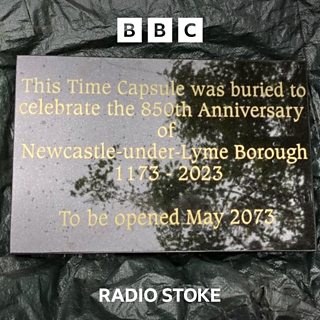 BBC
This Time Capsule was buried to
celebrate the 850th Anniversary
of
Newcastle-under-Lyme Borough
1173 - 2023
To be opened May 2073
RADIO STOKE